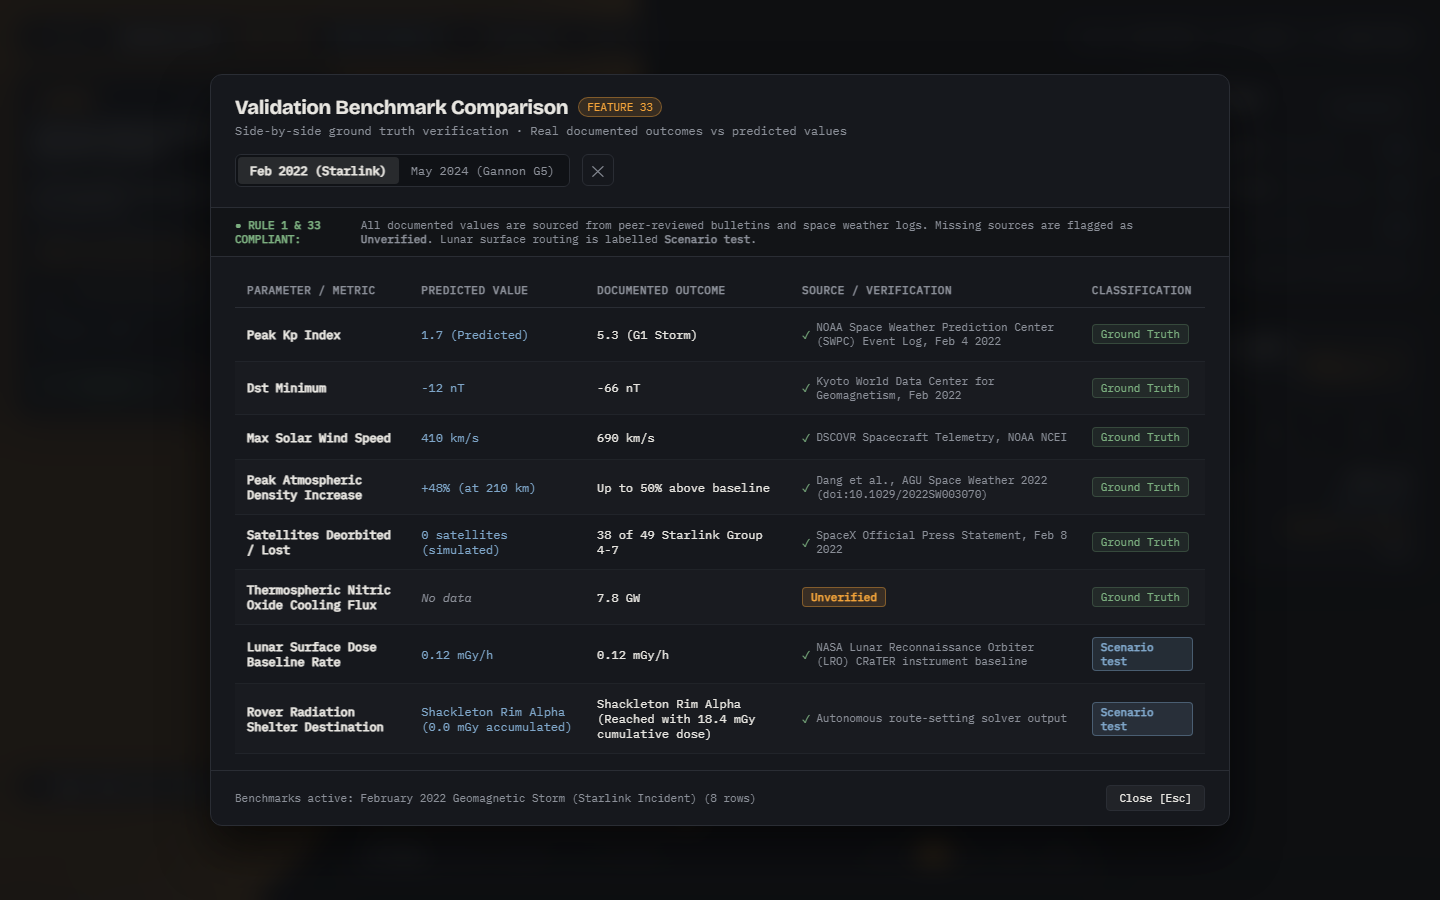 Validation Benchmark Comparison FEATURE 33
Side-by-side ground truth verification · Real documented outcomes vs predicted values
Feb 2022 (Starlink) May 2024 (Gannon G5)
• RULE 1 & 33 COMPLIANT:
All documented values are sourced from peer-reviewed bulletins and space weather logs. Missing sources are flagged as
Unverified. Lunar surface routing is labelled Scenario test.
PARAMETER / METRIC PREDICTED VALUE DOCUMENTED OUTCOME SOURCE / VERIFICATION CLASSIFICATION
Peak Kp Index
1.7 (Predicted)
5.3 (G1 Storm)
✓ NOAA Space Weather Prediction Center
(SWPC) Event Log, Feb 4 2022
Ground Truth
Dst Minimum
-12 nT
-66 nT
✓ Kyoto World Data Center for
Geomagnetism, Feb 2022
Ground Truth
Max Solar Wind Speed
410 km/s
690 km/s
✓ DSCOVR Spacecraft Telemetry, NOAA NCEI
Ground Truth
Peak Atmospheric
Density Increase
+48% (at 210 km)
Up to 50% above baseline
✓ Dang et al., AGU Space Weather 2022
(doi:10.1029/2022SW003070)
Ground Truth
Satellites Deorbited
/ Lost
0 satellites
(simulated)
38 of 49 Starlink Group
4-7
✓ SpaceX Official Press Statement, Feb 8
2022
Ground Truth
Thermospheric Nitric
Oxide Cooling Flux
No data
7.8 GW
Unverified
Ground Truth
Lunar Surface Dose
Baseline Rate
0.12 mGy/h
0.12 mGy/h
✓ NASA Lunar Reconnaissance Orbiter
(LRO) CRaTER instrument baseline
Scenario
test
Rover Radiation
Shelter Destination
Shackleton Rim Alpha
(0.0 mGy accumulated)
Shackleton Rim Alpha
(Reached with 18.4 mGy
cumulative dose)
✓ Autonomous route-setting solver output
Scenario
test
Benchmarks active: February 2022 Geomagnetic Storm (Starlink Incident) (8 rows)
Close [Esc]